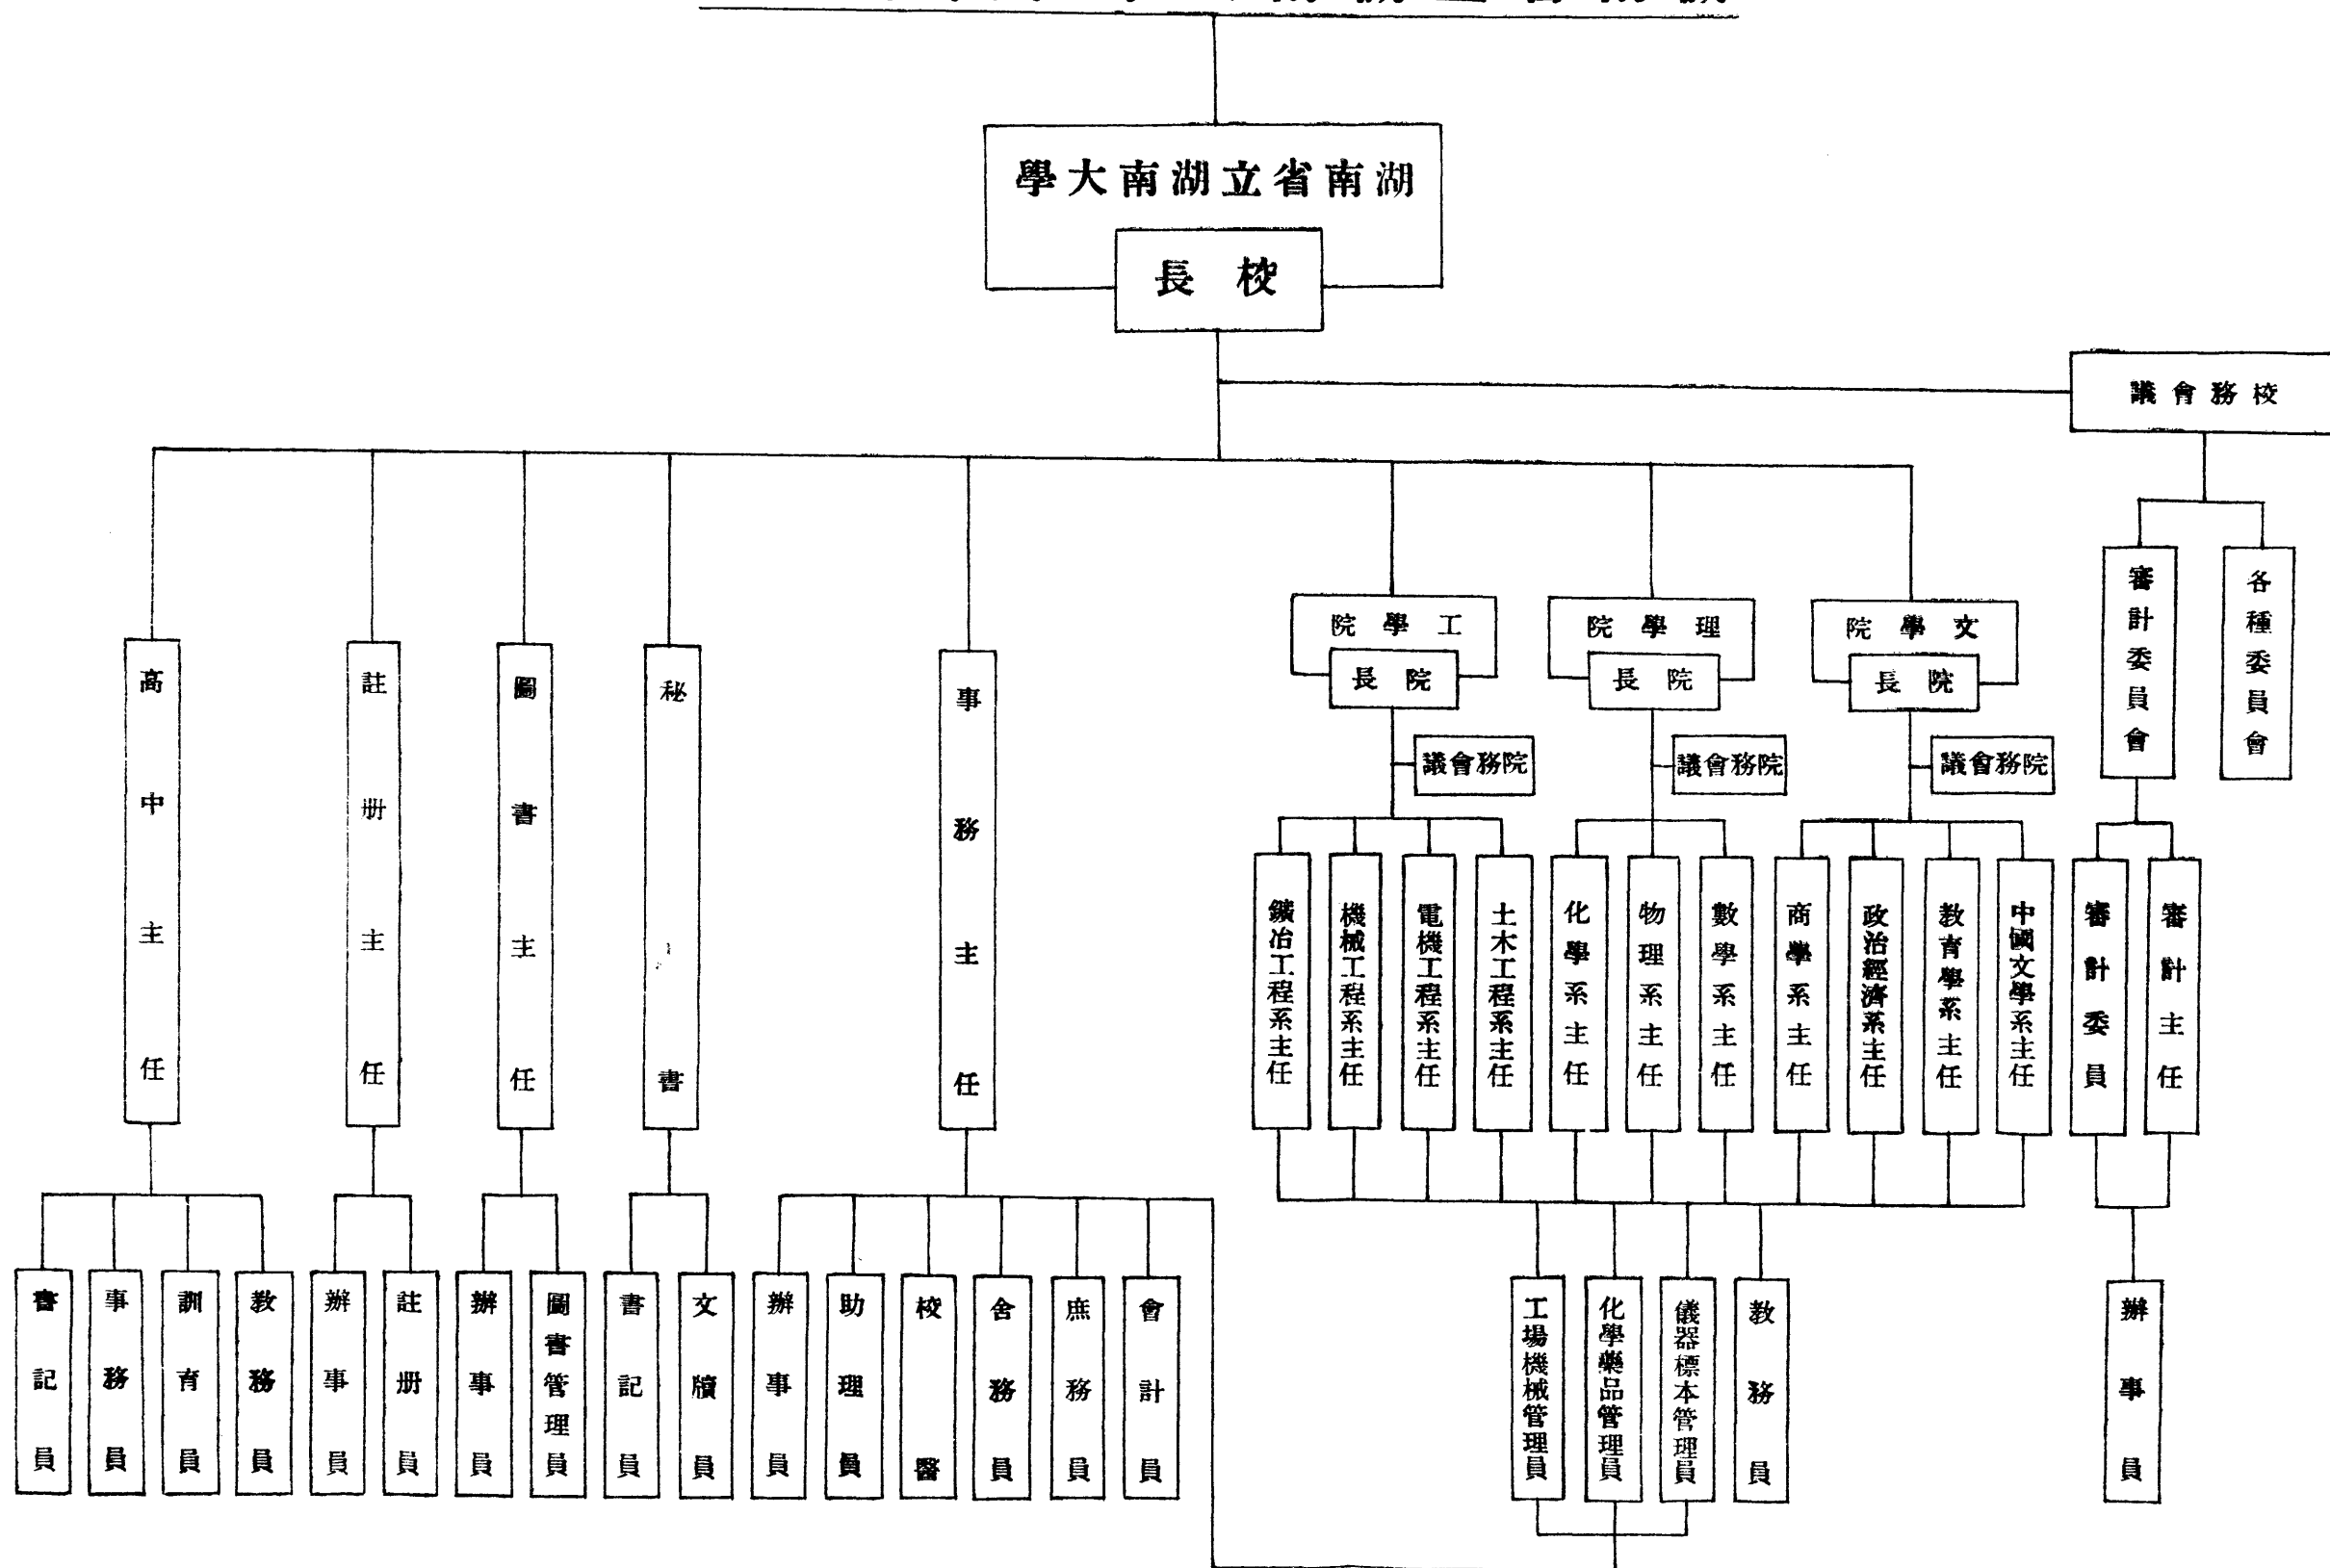 湖南省立湖南大學
校長
校務會議
各種委員會
審計委員會
文學院
院長
理學院
院長
工學院
院長
院務會議
院務會議
院務會議
事務主任
秘書
圖書主任
註册主任
高中主任
審計主任
審計委員
中國文學系主任
教育學系主任
政治經濟系主任
商學系主任
數學系主任
物理系主任
化學系主任
土木工程系主任
電機工程系主任
機械工程系主任
鑛冶工程系主任
辦事員
教務員
儀器標本管理員
化學藥品管理員
工場機械管理員
會計員
庶務員
舍務員
校醫
助理員
辦事員
文牘員
書記員
圖書管理員
辦事員
註册員
辦事員
教務員
訓育員
事務員
書記員